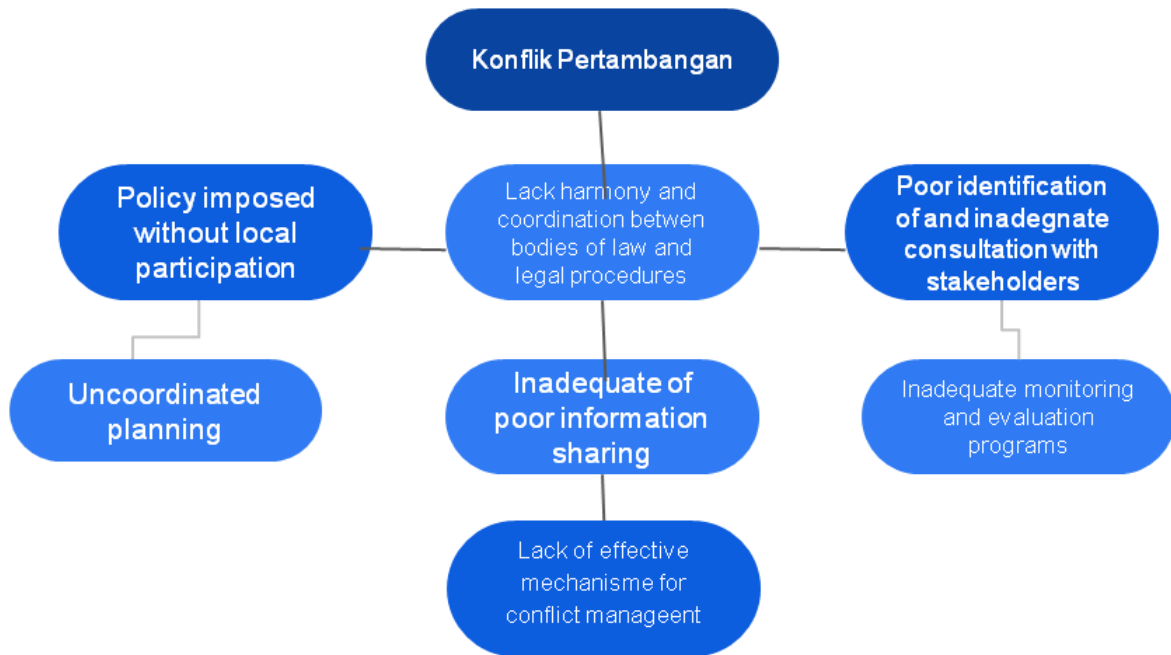 Konflik Pertambangan
Policy imposed
without local
participation
Lack harmony and
coordination betwen
bodies of law and
legal procedures
Poor identification
of and inadegnate
consultation with
stakeholders
Uncoordinated
planning
Inadequate of
poor information
sharing
Inadequate monitoring
and evaluation
programs
Lack of effective
mechanisme for
conflict manageent